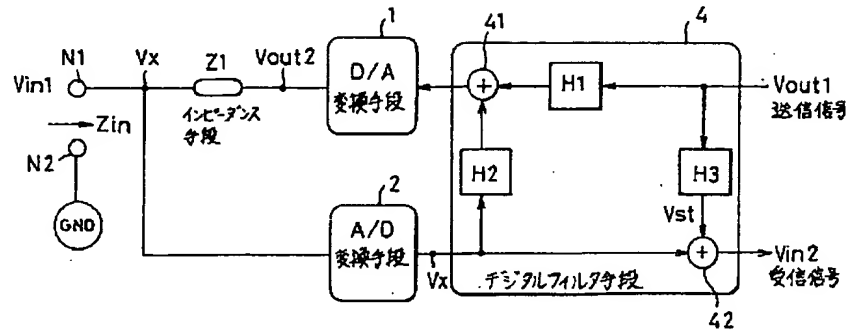 1
4
41
N1
Vx
Z1
Vout2
D/A
変換手段
H1
Vout1
送信信号
Vin1
インピーダンス
手段
Zin
N2
H2
H3
2
GND
A/D
変換手段
Vst
Vx
デジタルフィルタ手段
Vin2
受信信号
42